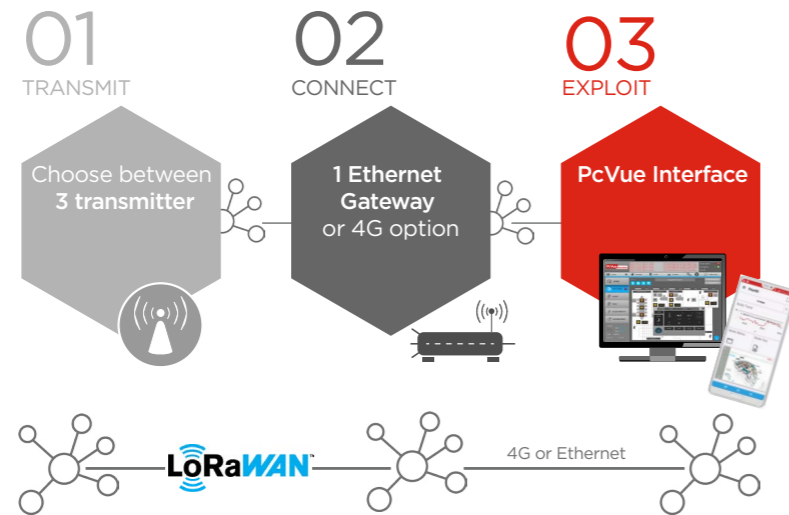 01
TRANSMIT
Choose between
3 transmitter
02
CONNECT
1 Ethernet
Gateway
or 4G option
03
EXPLOIT
PcVue Interface
LoRaWAN™
4G or Ethernet